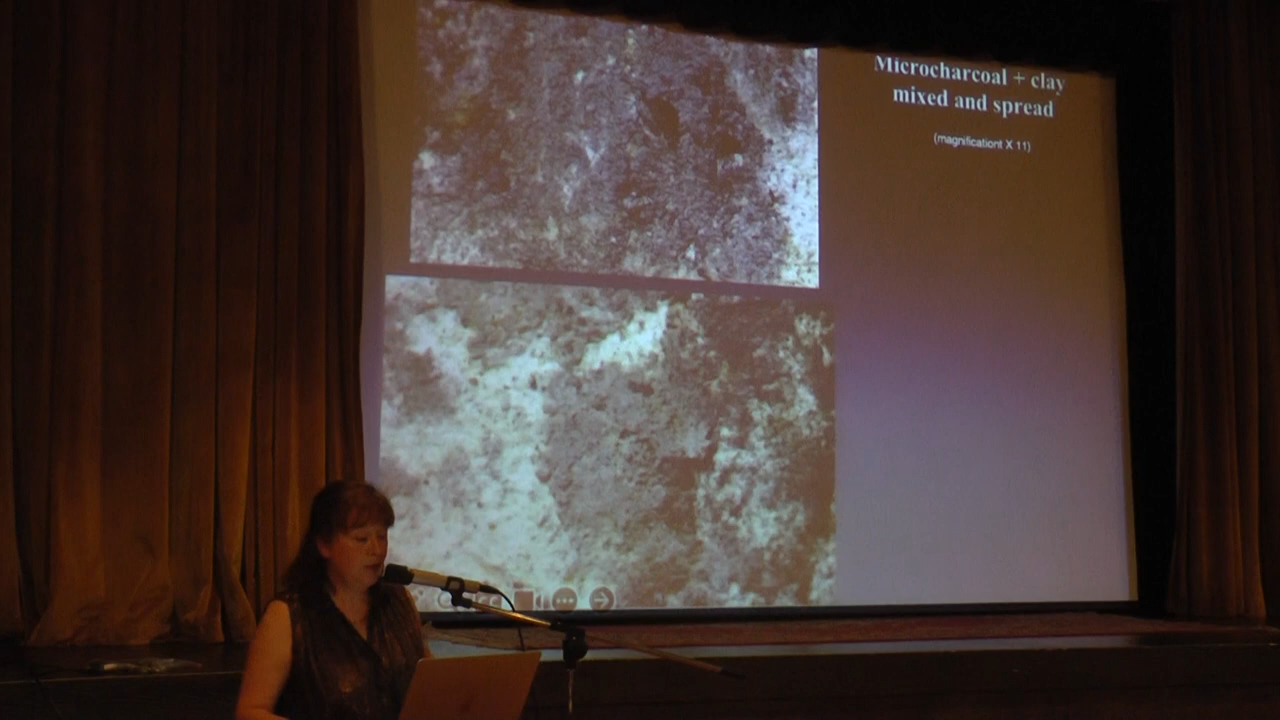 Microcharcoal + clay
mixed and spread
(magnificationt X 11)